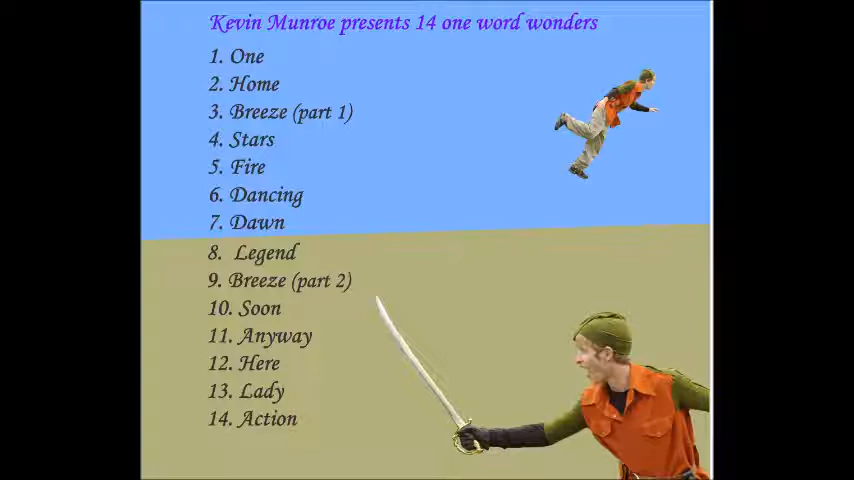 Kevin Munroe presents 14 one word wonders
1. One
2. Home
3. Breeze (part 1)
4. Stars
5. Fire
6. Dancing
7. Dawn
8. Legend
9. Breeze (part 2)
10. Soon
11. Anyway
12. Here
13. Lady
14. Action